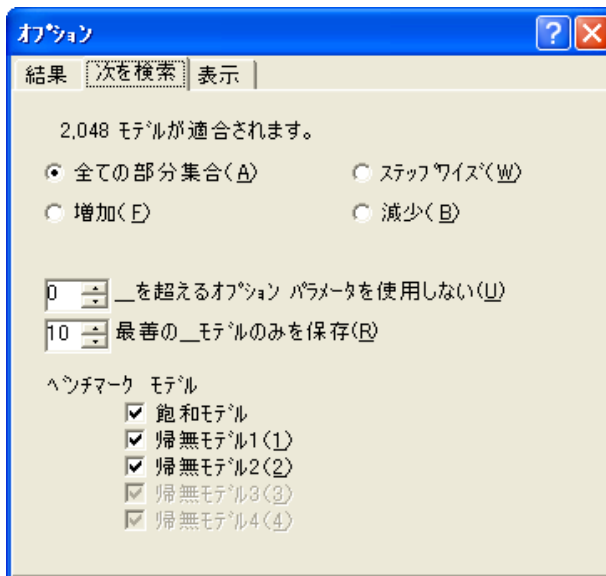 オプション
結果 次を検索 表示
2,048 モデルが適合されます。
全ての部分集合(A) ステップワイズ(W)
増加(F) 減少(B)
0 __を超えるオプション パラメータを使用しない(U)
10 最善の__モデルのみを保存(R)
ベンチマーク モデル
飽和モデル
帰無モデル1(1)
帰無モデル2(2)
帰無モデル3(3)
帰無モデル4(4)